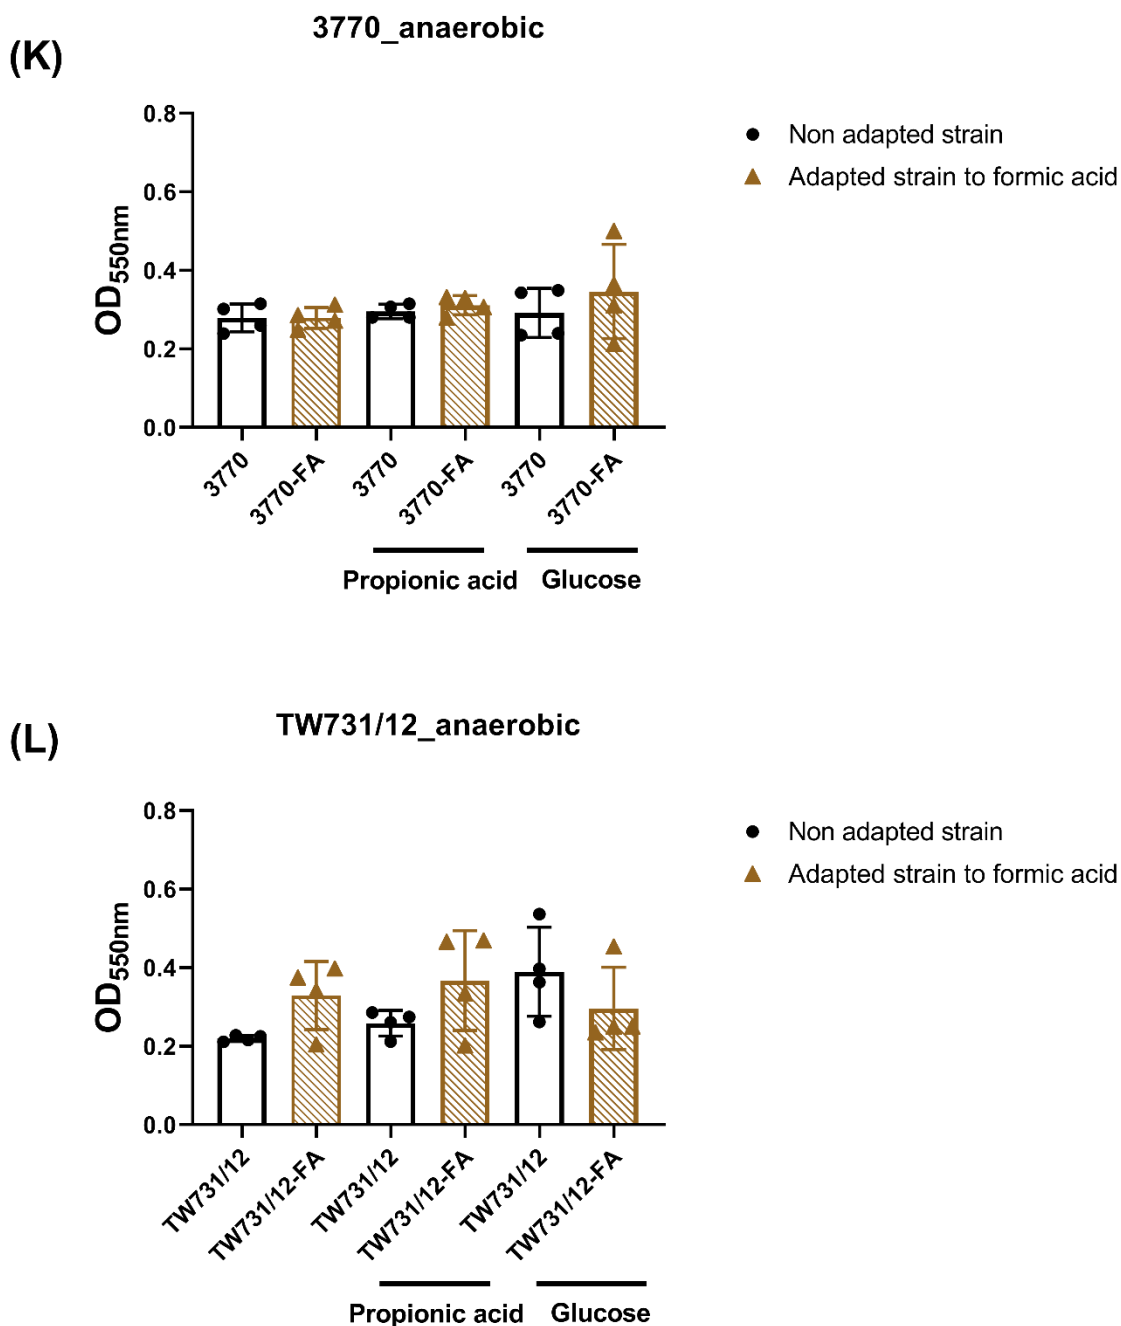 (K)
3770_anaerobic
0.8
0.6
0.4
0.2
0.0
OD550nm
Non adapted strain
Adapted strain to formic acid
3770
3770-FA
3770
3770-FA
3770
3770-FA
Propionic acid
Glucose
(L)
TW731/12_anaerobic
0.8
0.6
0.4
0.2
0.0
OD550nm
Non adapted strain
Adapted strain to formic acid
TW731/12
TW731/12-FA
TW731/12
TW731/12-FA
TW731/12
TW731/12-FA
Propionic acid
Glucose